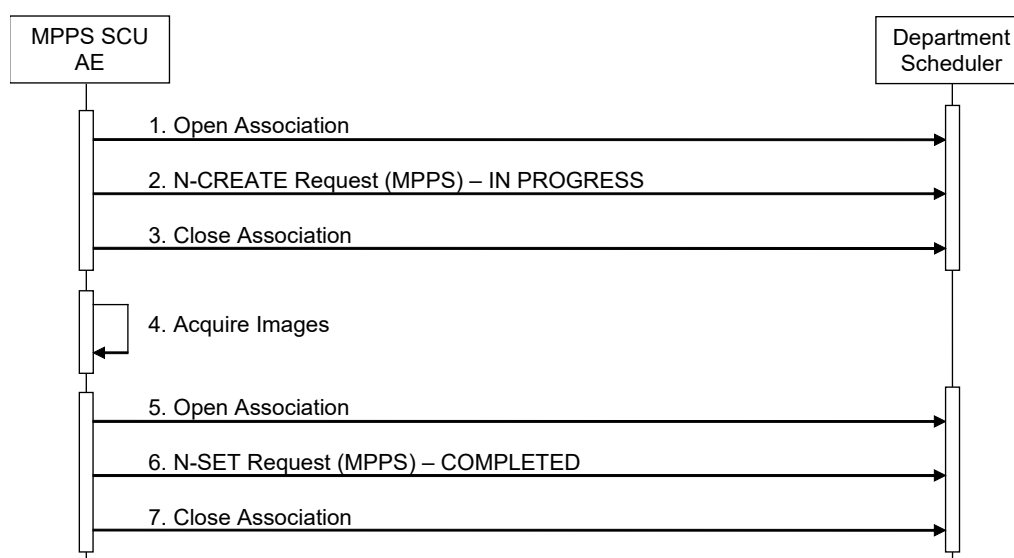 MPPS SCU
AE
Department
Scheduler
1. Open Association
2. N-CREATE Request (MPPS) – IN PROGRESS
3. Close Association
4. Acquire Images
5. Open Association
6. N-SET Request (MPPS) – COMPLETED
7. Close Association